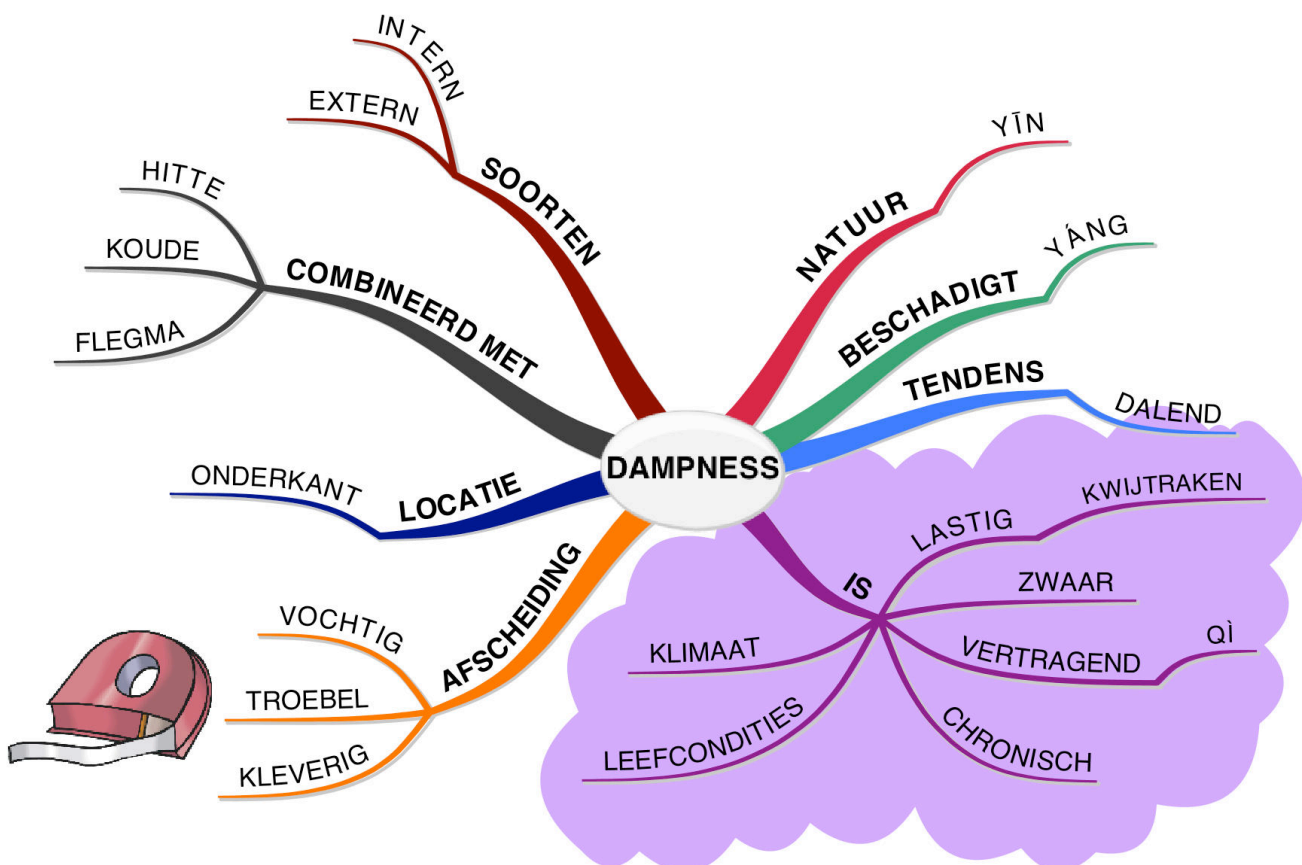 DAMPNESS
NATUUR
YĪN
BESCHADIGT
YÁNG
TENDENS
DALEND
IS
LASTIG
KWIJTRAKEN
ZWAAR
VERTRAGEND
QÌ
CHRONISCH
LEEFCONDITIES
KLIMAAT
AFSCHEIDING
VOCHTIG
TROEBEL
KLEVERIG
LOCATIE
ONDERKANT
COMBINEERD MET
HITTE
KOUDE
FLEGMA
SOORTEN
INTERN
EXTERN